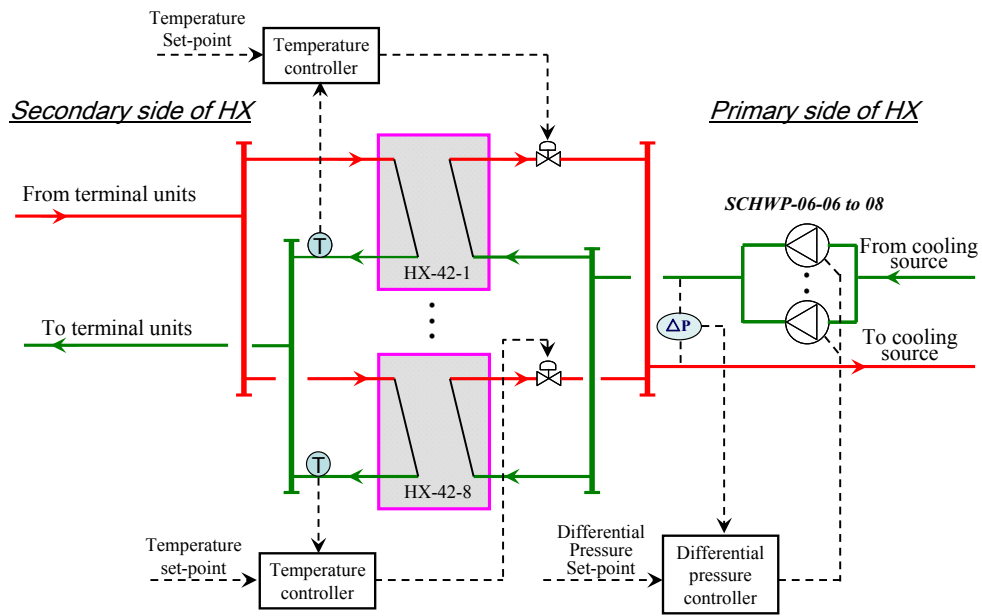 Temperature
Set-point
Temperature
controller
Secondary side of HX
Primary side of HX
From terminal units
SCHWP-06-06 to 08
From cooling
source
T
HX-42-1
To terminal units
ΔP
To cooling
source
T
HX-42-8
Temperature
set-point
Temperature
controller
Differential
Pressure
Set-point
Differential
pressure
controller